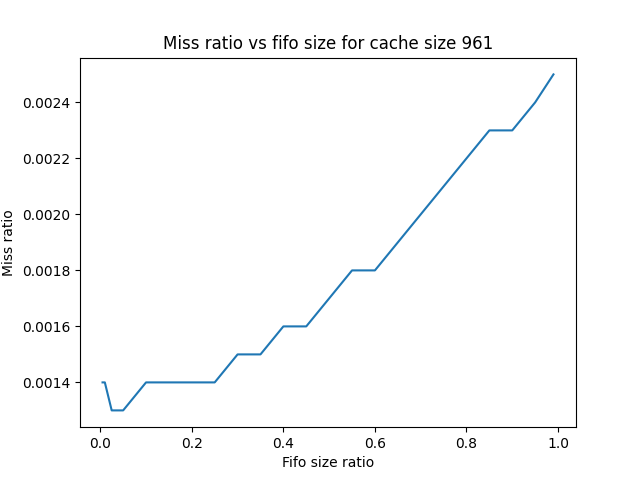 Miss ratio vs fifo size for cache size 961
0.0024
0.0022
0.0020
0.0018
0.0016
0.0014
Miss ratio
0.0 0.2 0.4 0.6 0.8 1.0
Fifo size ratio